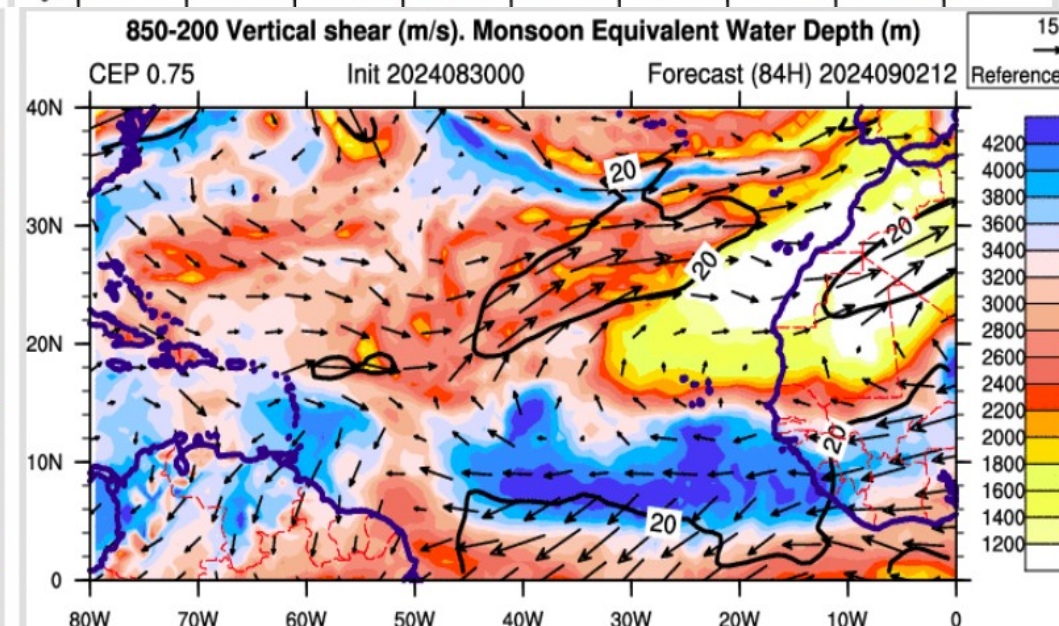 850-200 Vertical shear (m/s). Monsoon Equivalent Water Depth (m)
15
CEP 0.75 Init 2024083000 Forecast (84H) 2024090212
Reference
40N
30N
20N
10N
0
20
20
20
20
20
80W 70W 60W 50W 40W 30W 20W 10W 0
4200
4000
3800
3600
3400
3200
3000
2800
2600
2400
2200
2000
1800
1600
1400
1200